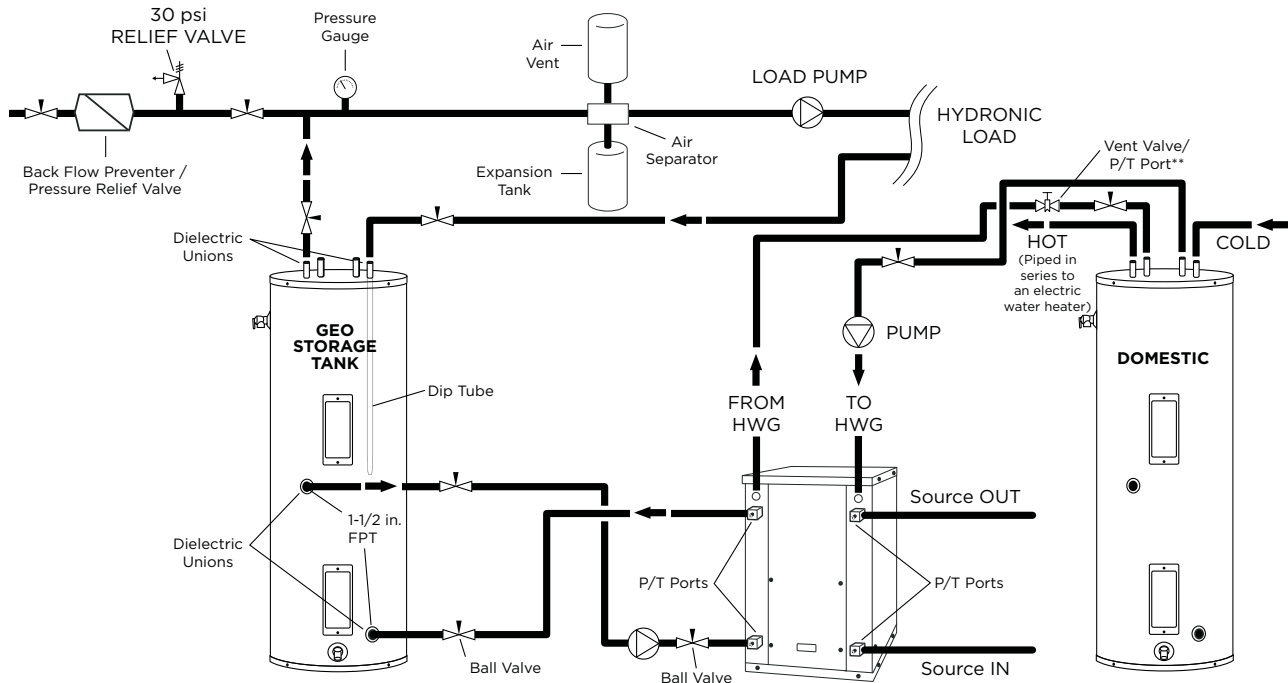 30 psi
RELIEF VALVE
Pressure
Gauge
Air
Vent
LOAD PUMP
HYDRONIC
LOAD
Vent Valve/
P/T Port**
Back Flow Preventer /
Pressure Relief Valve
Air
Separator
Expansion
Tank
Dielectric
Unions
HOT
(Piped in
series to
an electric
water heater)
COLD
GEO
STORAGE
TANK
PUMP
DOMESTIC
Dip Tube
FROM
HWG
TO
HWG
Source OUT
1-1/2 in.
FPT
Dielectric
Unions
P/T Ports
P/T Ports
Ball Valve
Ball Valve
Source IN